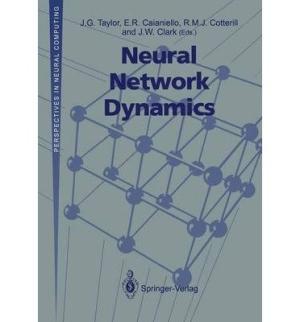 J.G. Taylor, E.R. Caianiello, R.M.J. Cotterill
and J.W. Clark (Eds.)
Neural
Network
Dynamics
PERSPECTIVES IN NEURAL COMPUTING
Springer-Verlag